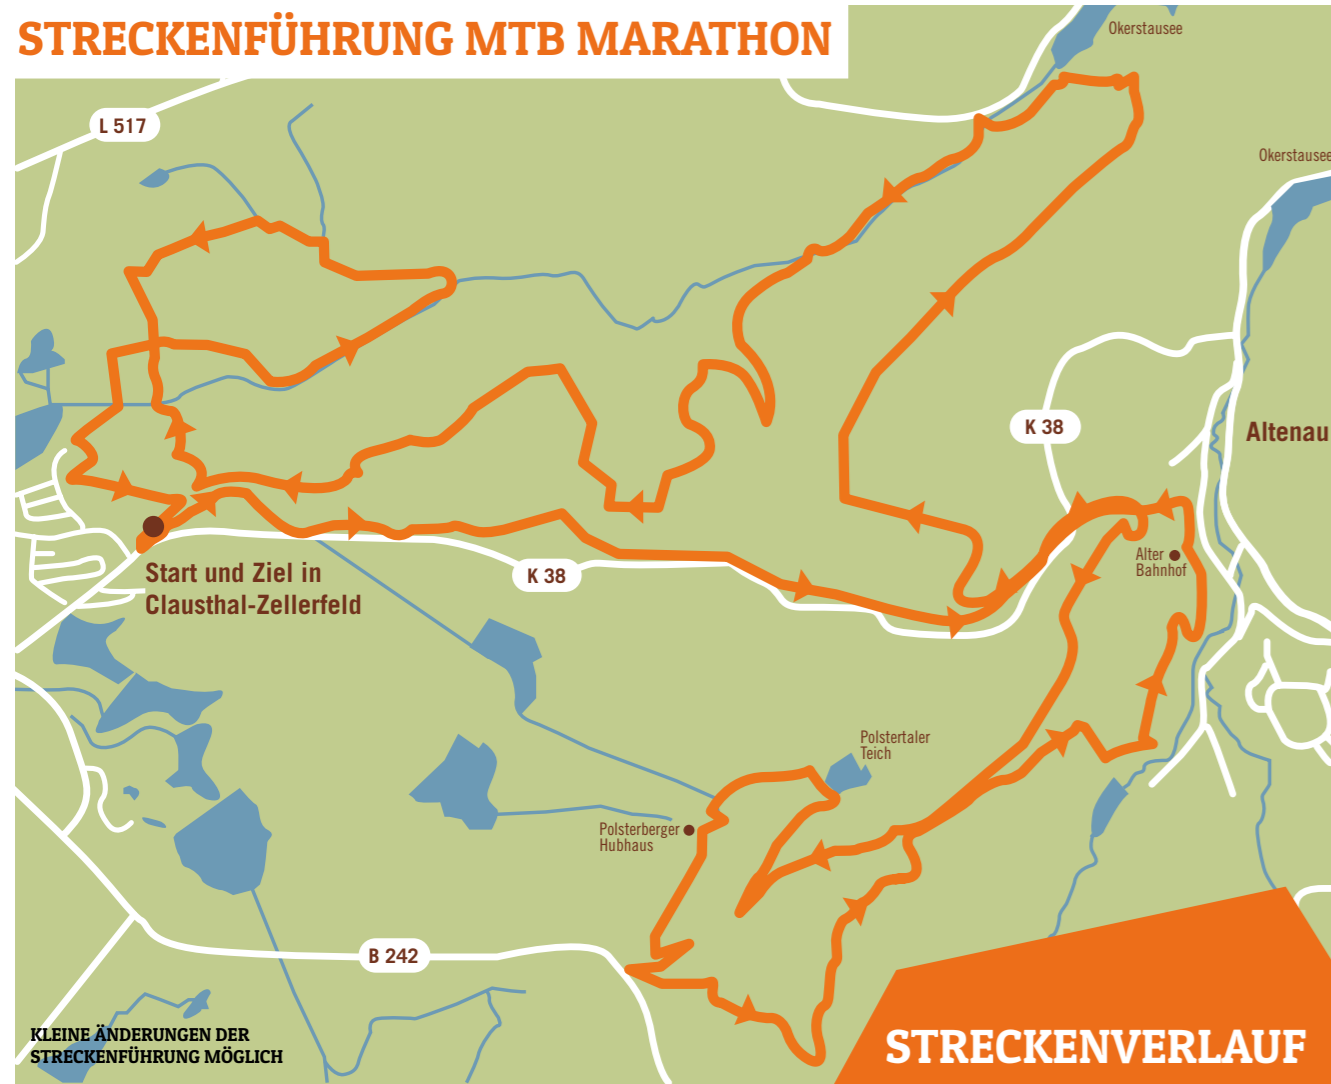 STRECKENFÜHRUNG MTB MARATHON
Okerstausee
L 517
Okerstausee
K 38
Altenau
Alter
Bahnhof
K 38
Start und Ziel in
Clausthal-Zellerfeld
Polstertaler
Teich
Polsterberger
Hubhaus
B 242
KLEINE ÄNDERUNGEN DER
STRECKENFÜHRUNG MÖGLICH
STRECKENVERLAUF